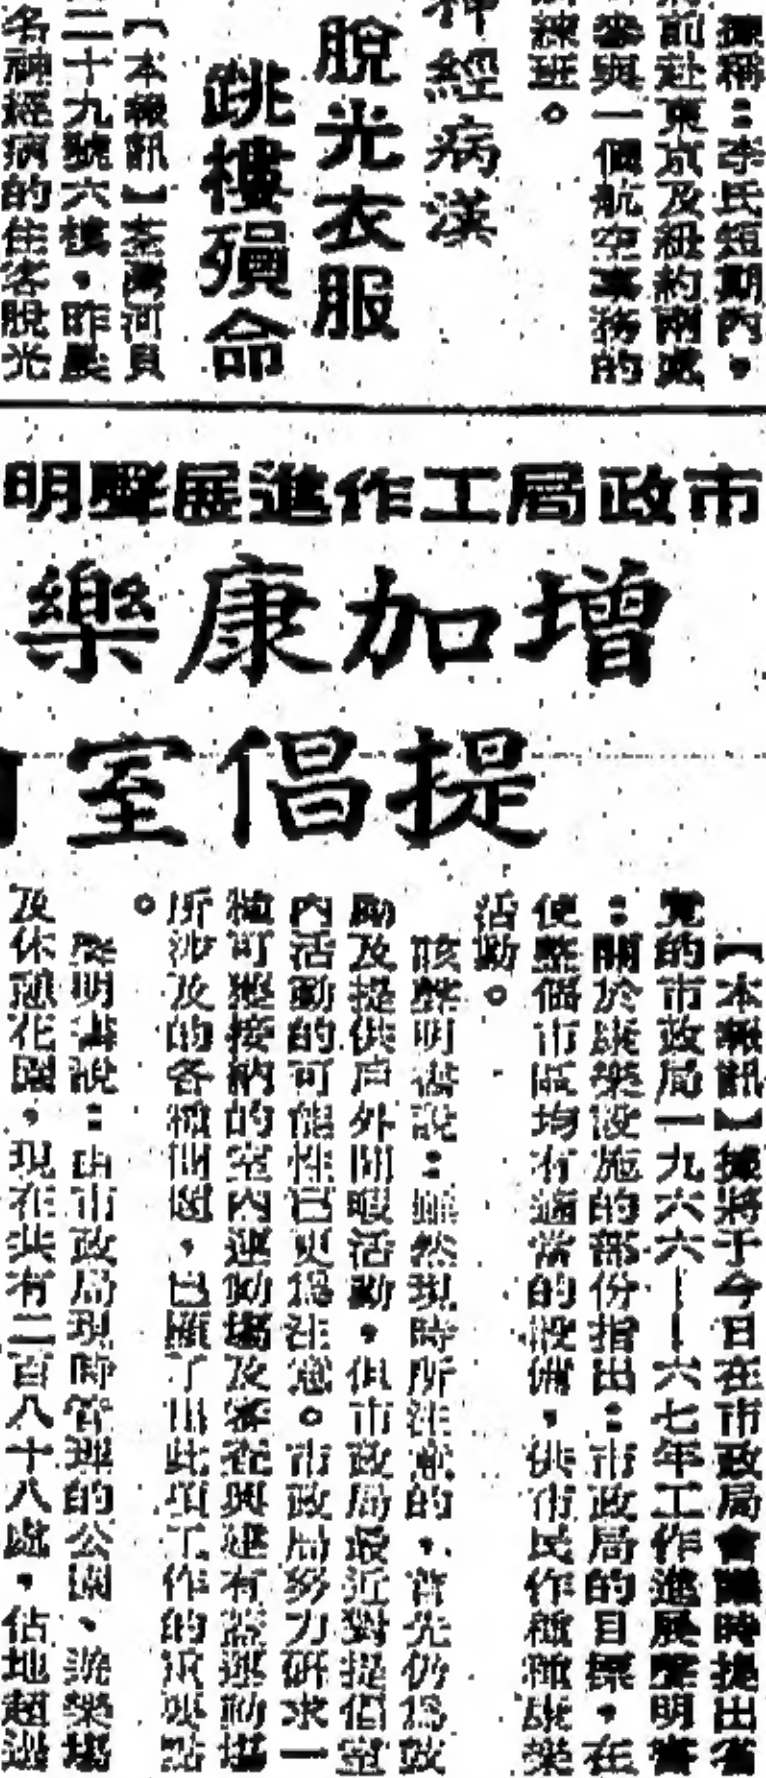 據稱：李氏短期內，
前赴東京及紐約兩處
參與一個航空事務的
練班。
神經病漢
脫光衣服
跳樓殞命
【本報訊】荃灣河貝
二十九號六樓，昨晨
名神經病的住客脫光
市政局工作進展聲明
增加康樂
提倡室
【本報訊】據將于今日在市政局會議時提出省
覽的市政局一九六六——六七年工作進展聲明書
：關於康樂設施的部份指出：市政局的目標，在
使整個市區均有適當的設備，供市民作種種康樂
活動。
該聲明書說：雖然現時所注意的，首先仍為鼓
勵及提供戶外閒暇活動，但市政局最近對提倡室
內活動的可能性已更為注意。市政局努力研求一
種可應接納的室內運動場及審查興建有蓋運動場
所涉及的各種問題，已顯了出此項工作的重要點
。
聲明書說：由市政局現時管理的公園、遊樂場
及休憩花園，現在共有二百八十八處，佔地超過